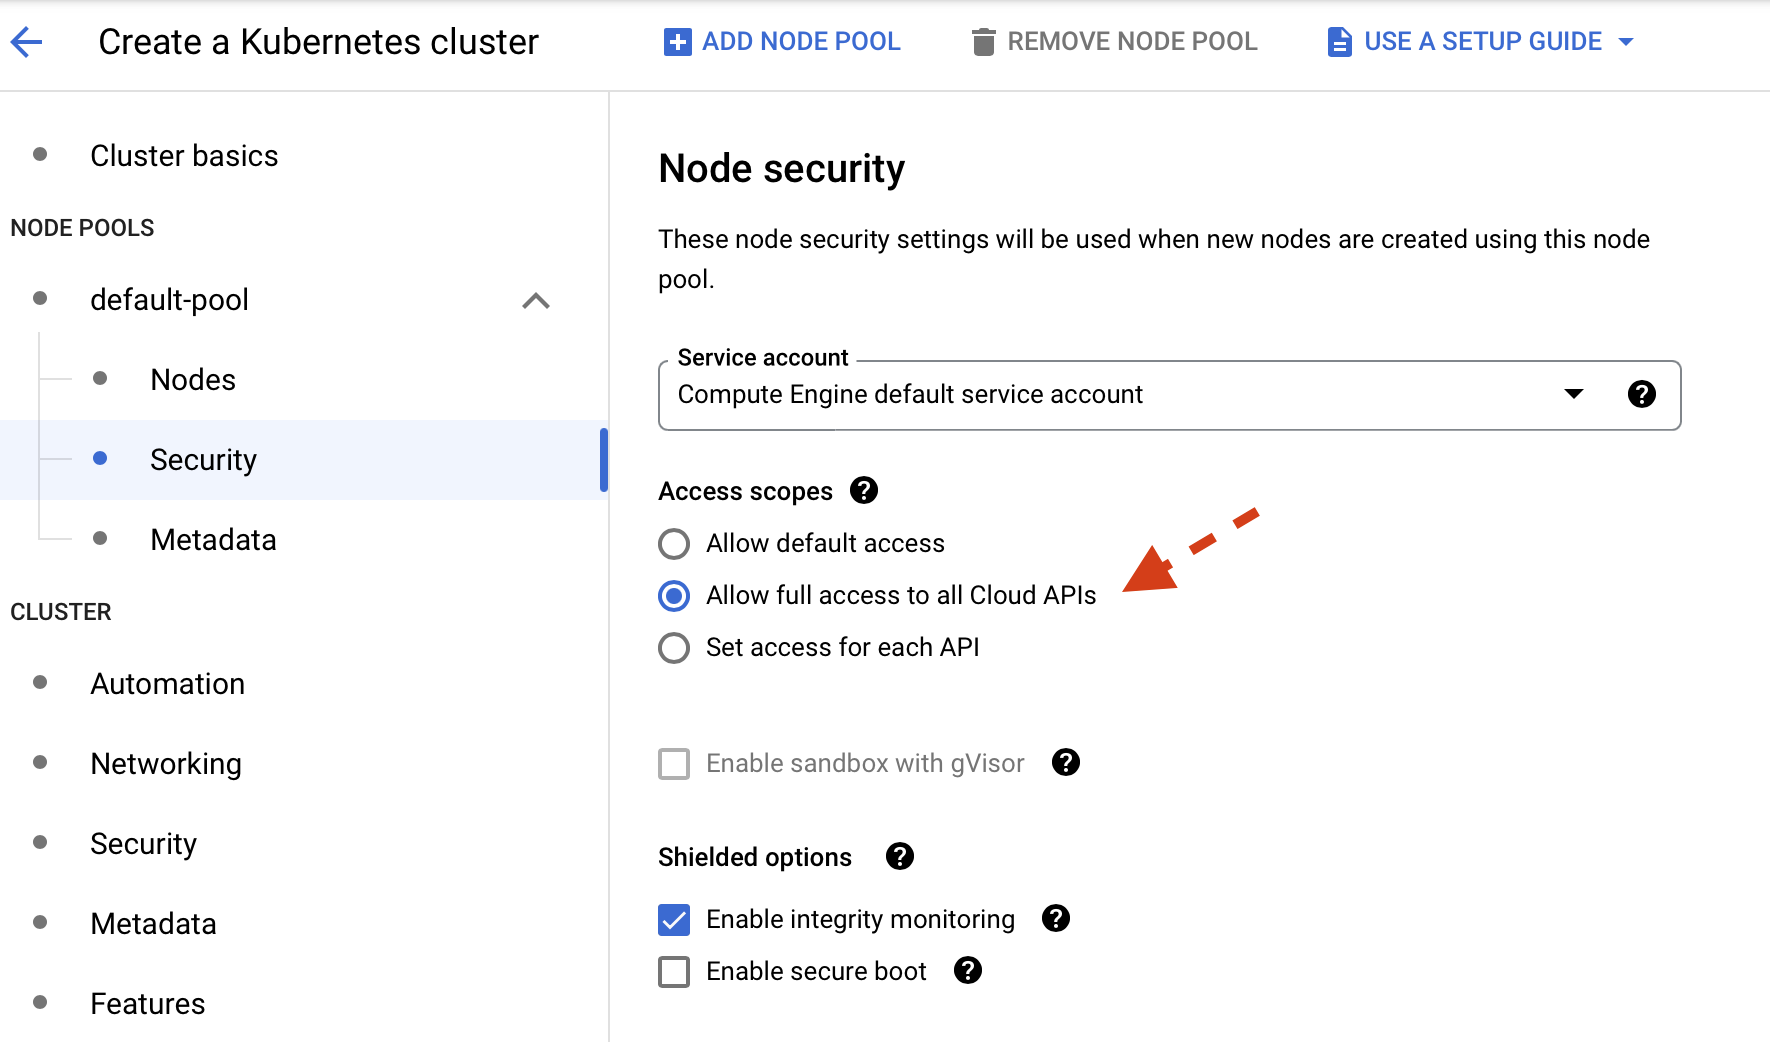 Create a Kubernetes cluster
ADD NODE POOL
REMOVE NODE POOL
USE A SETUP GUIDE
Cluster basics
NODE POOLS
default-pool
Nodes
Security
Metadata
CLUSTER
Automation
Networking
Security
Metadata
Features
Node security
These node security settings will be used when new nodes are created using this node
pool.
Service account
Compute Engine default service account
Access scopes
Allow default access
Allow full access to all Cloud APIs
Set access for each API
Enable sandbox with gVisor
Shielded options
Enable integrity monitoring
Enable secure boot